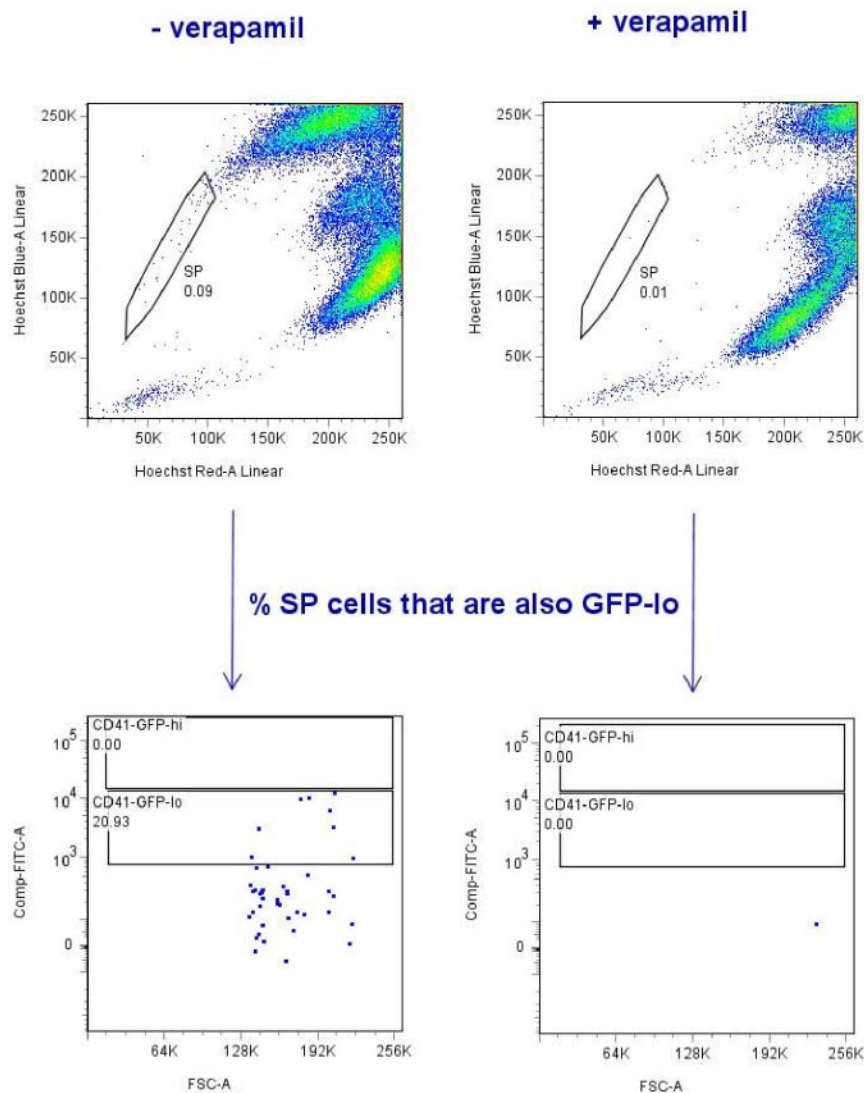 - verapamil
+ verapamil
250K
200K
150K
100K
50K
Hoechst Blue-A Linear
SP
0.09
50K
100K
150K
200K
250K
Hoechst Red-A Linear
250K
200K
150K
100K
50K
Hoechst Blue-A Linear
SP
0.01
50K
100K
150K
200K
250K
Hoechst Red-A Linear
% SP cells that are also GFP-lo
CD41-GFP-hi
0.00
CD41-GFP-lo
20.93
10^5
10^4
10^3
0
Comp-FITC-A
64K
128K
192K
256K
FSC-A
CD41-GFP-hi
0.00
CD41-GFP-lo
0.00
10^5
10^4
10^3
0
Comp-FITC-A
64K
128K
192K
256K
FSC-A